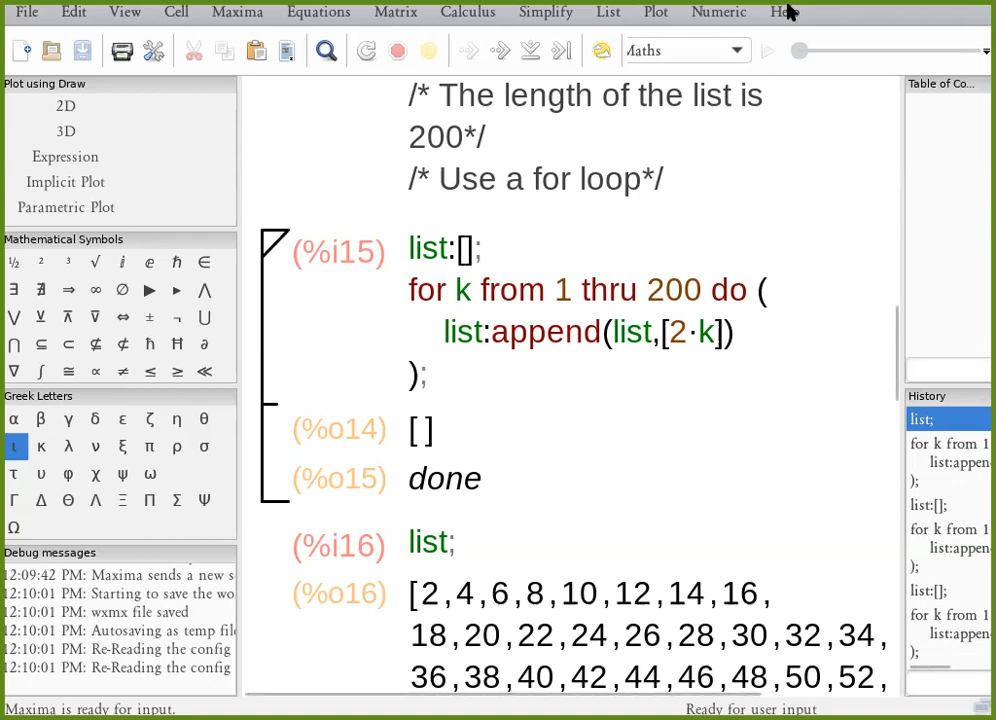 File Edit View Cell Maxima Equations Matrix Calculus Simplify List Plot Numeric
Maths
Plot using Draw
2D
3D
Expression
Implicit Plot
Parametric Plot
Mathematical Symbols
½ ² ³ √ ⅈ ⅇ ħ ∈
∃ ∄ ⇒ ∞ ∅ ▶ ▸ ⋀
⋁ ⊻ ⊼ ⊽ ⇔ ± ¬ ⋃
⋂ ⊆ ⊂ ⊈ ⊄ ħ Ħ ∂
∇ ∫ ≅ ∝ ≠ ≤ ≥ ≪
Greek Letters
α β γ δ ε ζ η θ
ι κ λ ν ξ π ρ σ
τ υ φ χ ψ ω
Γ Δ Θ Λ Ξ Π Σ Ψ
Ω
Debug messages
12:09:42 PM: Maxima sends a new s
12:10:01 PM: Starting to save the wo
12:10:01 PM: wxmx file saved
12:10:01 PM: Autosaving as temp file
12:10:01 PM: Re-Reading the config
12:10:01 PM: Re-Reading the config
/* The length of the list is
200*/
/* Use a for loop*/
(%i15) list:[];
for k from 1 thru 200 do (
list:append(list,[2·k])
);
(%o14) [ ]
(%o15) done
(%i16) list;
(%o16) [2,4,6,8,10,12,14,16,
18,20,22,24,26,28,30,32,34,
36,38,40,42,44,46,48,50,52,
Table of Co...
History
list;
for k from 1
list:appen
);
list:[];
for k from 1
list:appen
);
list:[];
for k from 1
list:appen
);
Maxima is ready for input.
Ready for user input